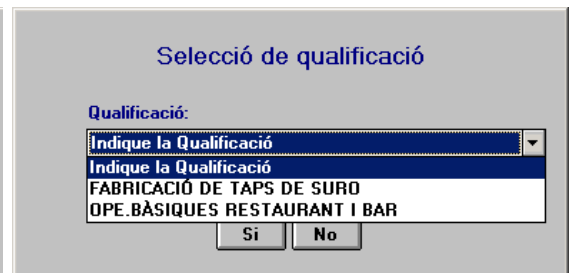 Selecció de qualificació
Qualificació:
Indique la Qualificació
Indique la Qualificació
FABRICACIÓ DE TAPS DE SURO
OPE.BÀSIQUES RESTAURANT I BAR
Si No